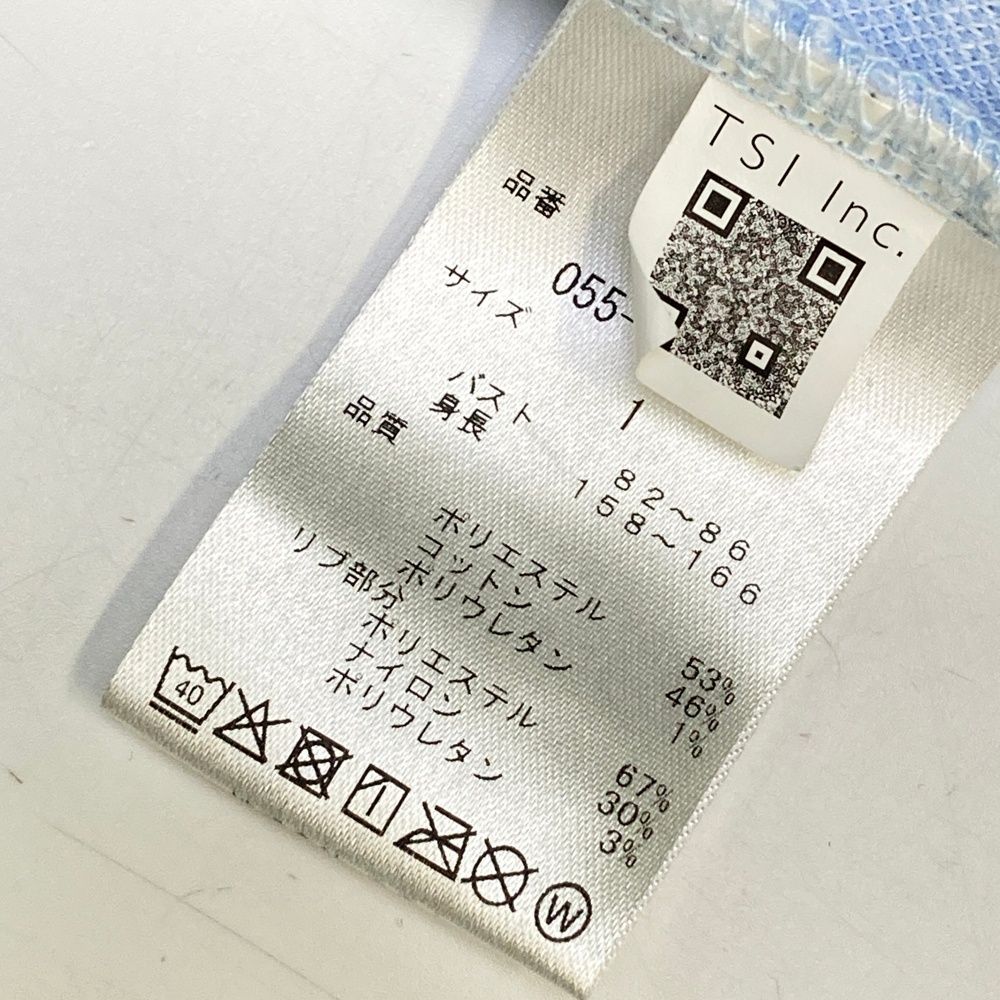 TSI Inc.
品番
055-
サイズ
1
バスト 82～86
身長 158～166
品質
ポリエステル 53%
コットン 46%
ポリウレタン 1%
リブ部分
ポリエステル 67%
ナイロン 30%
ポリウレタン 3%
40
W